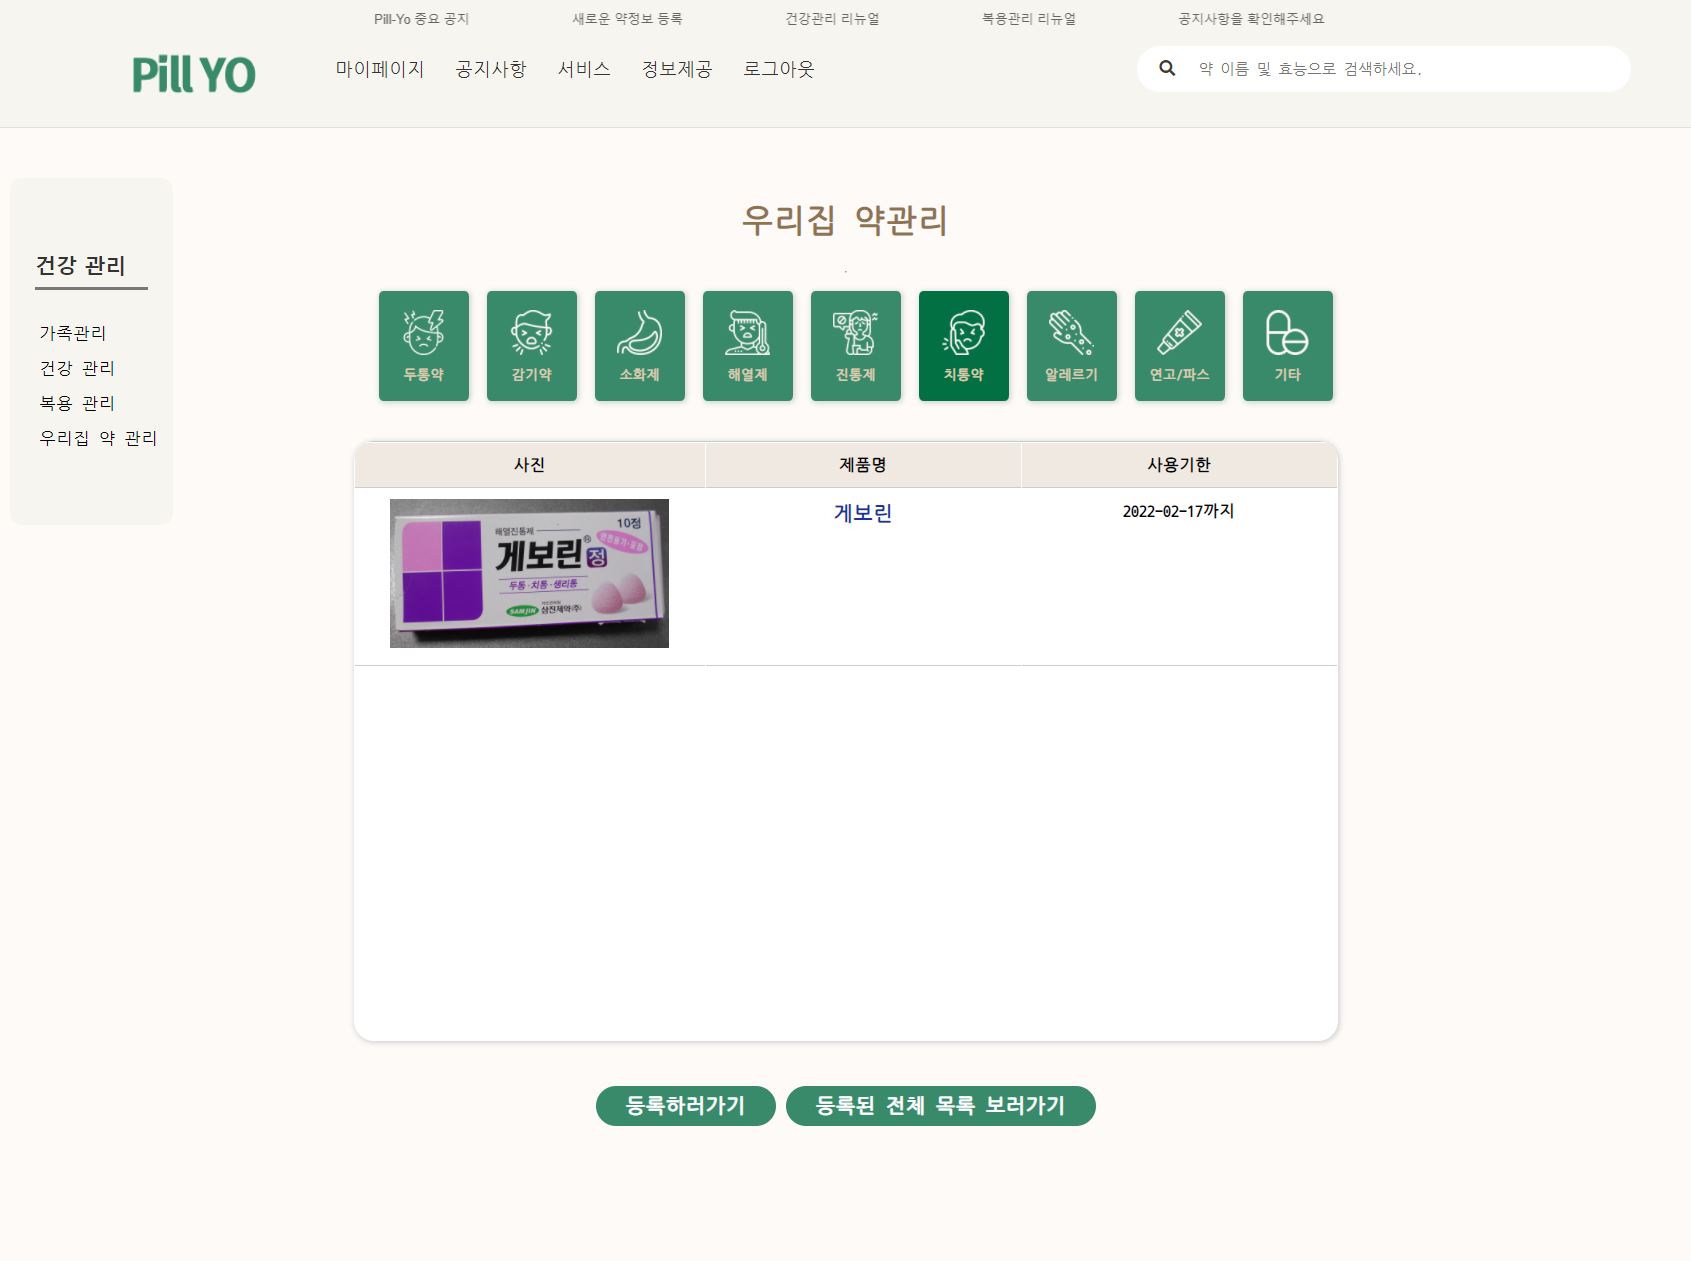 Pill-Yo 중요 공지 새로운 약정보 등록 건강관리 리뉴얼 복용관리 리뉴얼 공지사항을 확인해주세요
Pill YO 마이페이지 공지사항 서비스 정보제공 로그아웃 약 이름 및 효능으로 검색하세요.
건강 관리
가족관리
건강 관리
복용 관리
우리집 약 관리
우리집 약관리
.
두통약 감기약 소화제 해열제 진통제 치통약 알레르기 연고/파스 기타
사진 제품명 사용기한
해열진통제
10정
게보린 정
두통·치통·생리통
SAMJIN 삼진제약(주)
게보린 2022-02-17까지
등록하러가기 등록된 전체 목록 보러가기